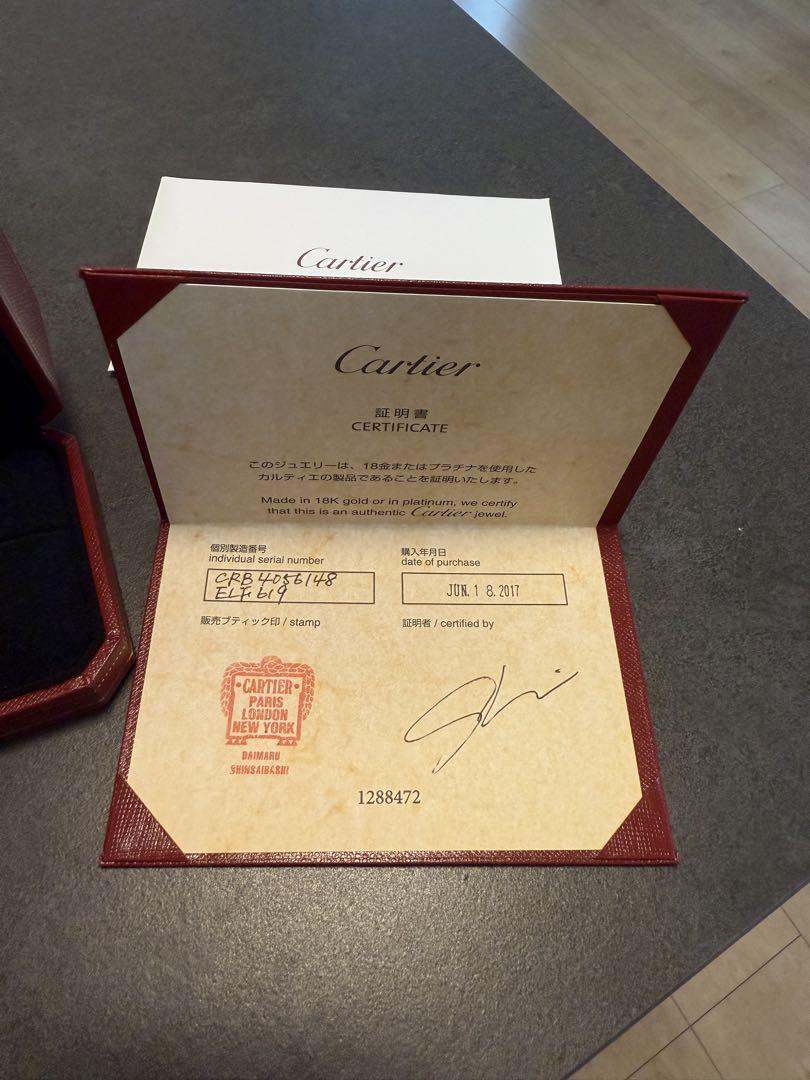 Cartier
Cartier
証明書
CERTIFICATE
このジュエリーは、18金またはプラチナを使用した
カルティエの製品であることを証明いたします。
Made in 18K gold or in platinum, we certify
that this is an authentic Cartier jewel.
個別製造番号
individual serial number
CRB4056148
ELF619
購入年月日
date of purchase
JUN. 18. 2017
販売ブティック印 / stamp
証明者 / certified by
CARTIER
PARIS
LONDON
NEW YORK
DAIMARU
SHINSAIBASHI
1288472